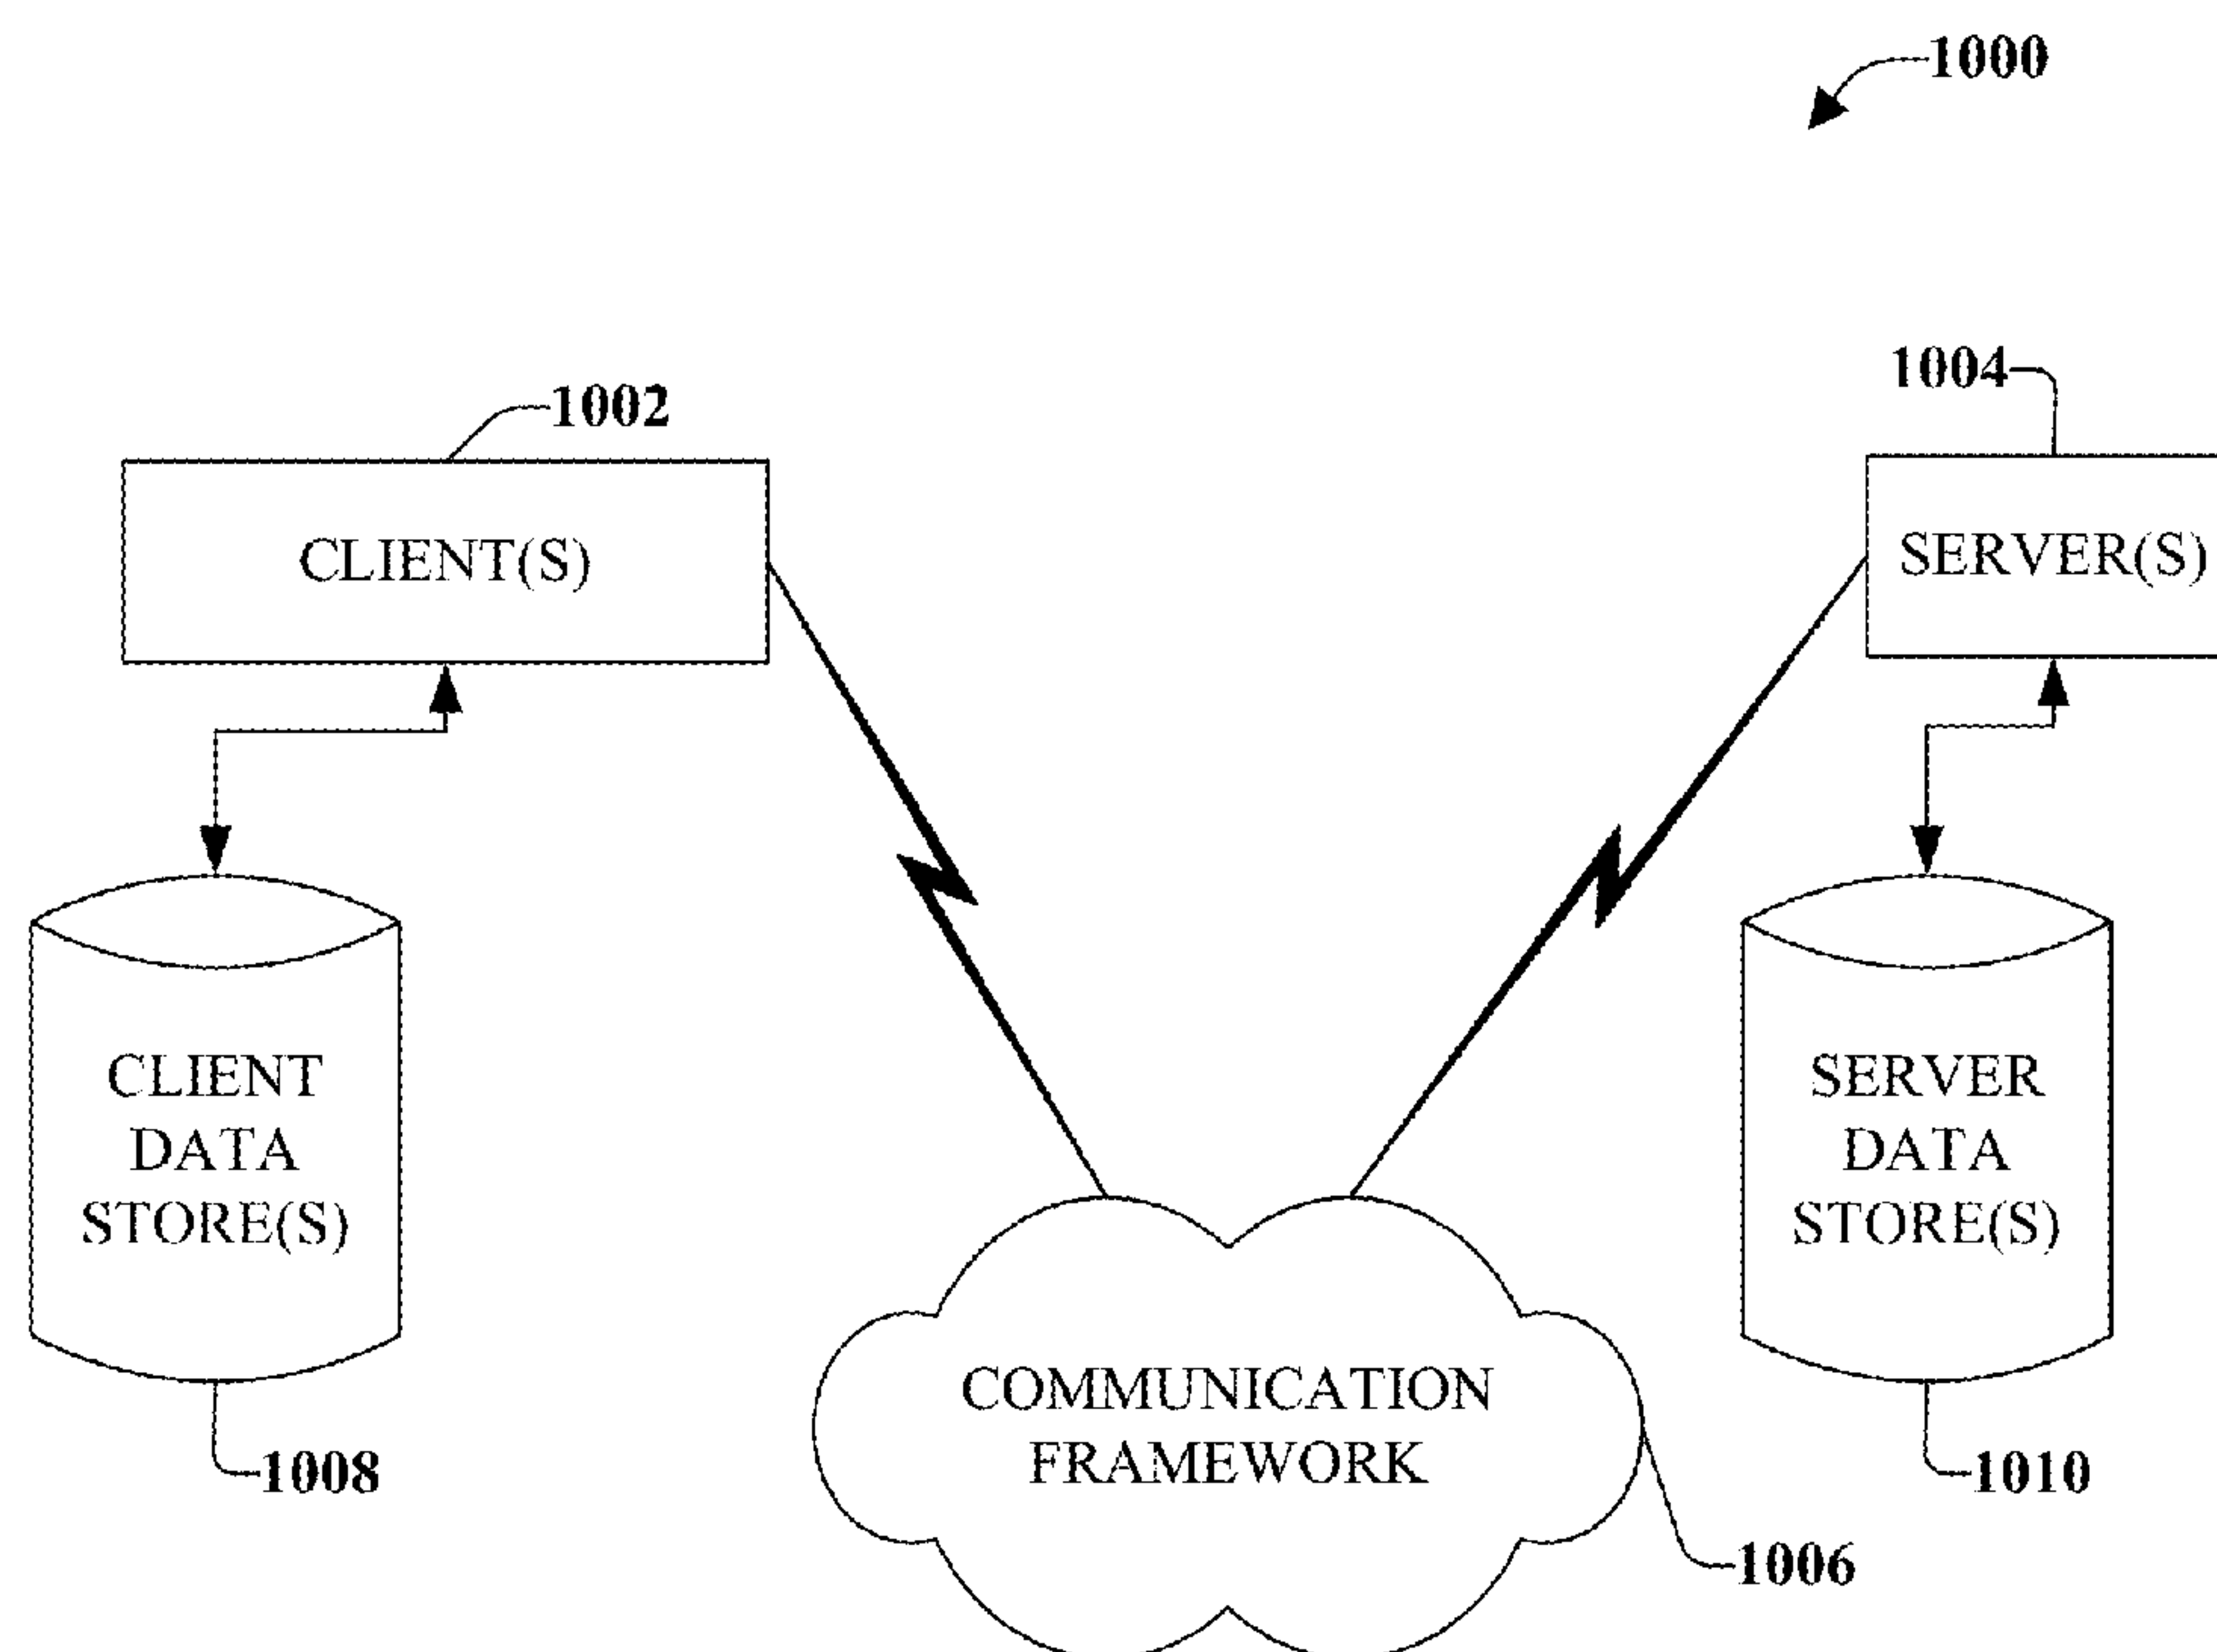 1000
1002
1004
CLIENT(S)
SERVER(S)
CLIENT
DATA
STORE(S)
SERVER
DATA
STORE(S)
COMMUNICATION
FRAMEWORK
1008
1010
1006